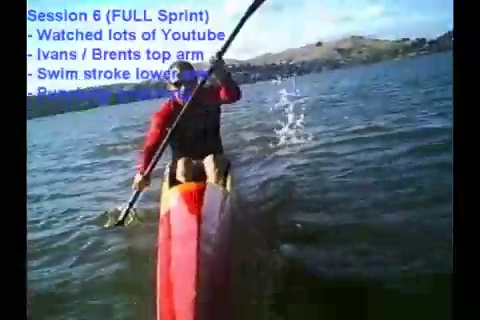 Session 6 (FULL Sprint)
- Watched lots of Youtube
- Ivans / Brents top arm
- Swim stroke lower
-